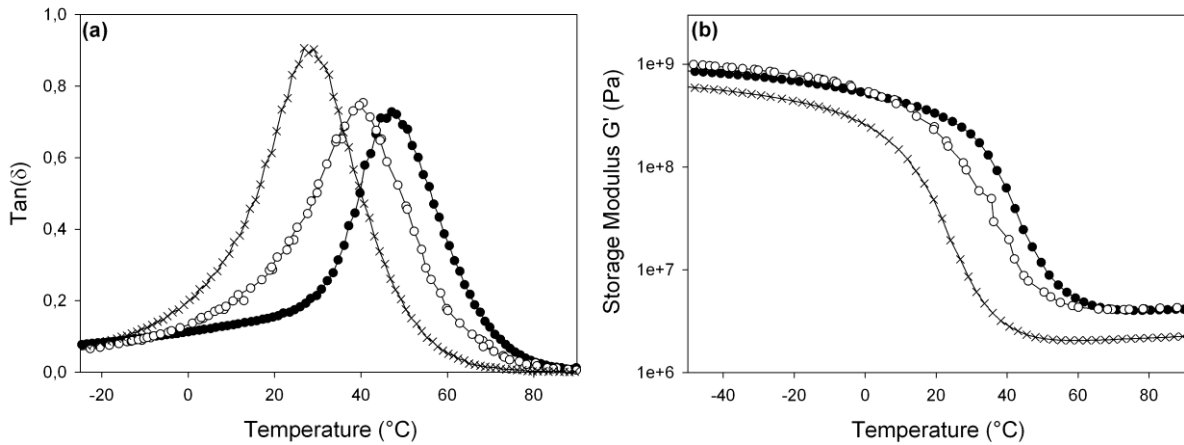 (a)
1,0
0,8
0,6
0,4
0,2
0,0
Tan(δ)
-20 0 20 40 60 80
Temperature (°C)
(b)
1e+9
1e+8
1e+7
1e+6
Storage Modulus G' (Pa)
-40 -20 0 20 40 60 80
Temperature (°C)